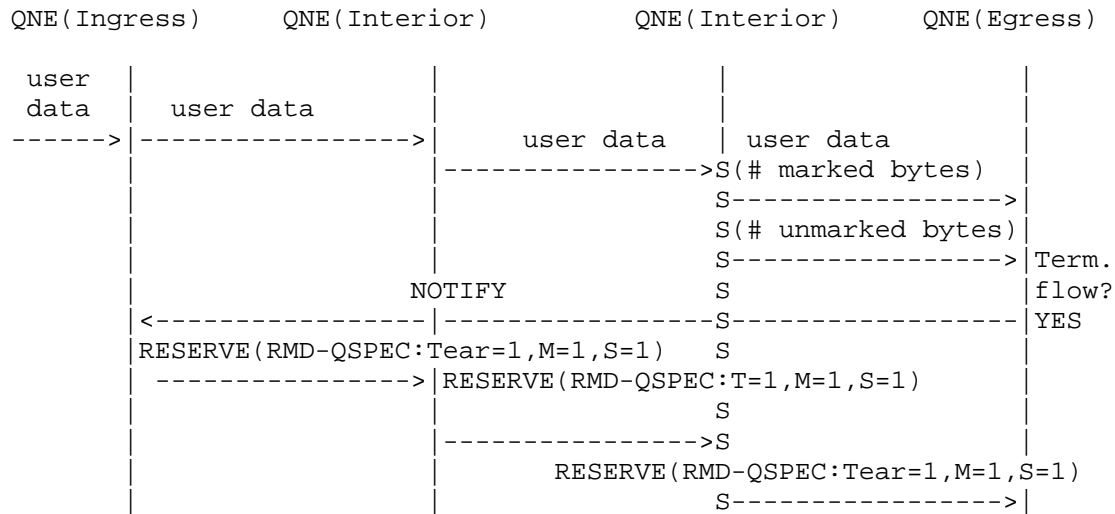 QNE(Ingress) QNE(Interior) QNE(Interior) QNE(Egress)
user
data user data
user data user data
S(# marked bytes)
S
S(# unmarked bytes)
S Term.
NOTIFY S flow?
S YES
RESERVE(RMD-QSPEC:Tear=1,M=1,S=1) S
RESERVE(RMD-QSPEC:T=1,M=1,S=1)
S
S
RESERVE(RMD-QSPEC:Tear=1,M=1,S=1)
S